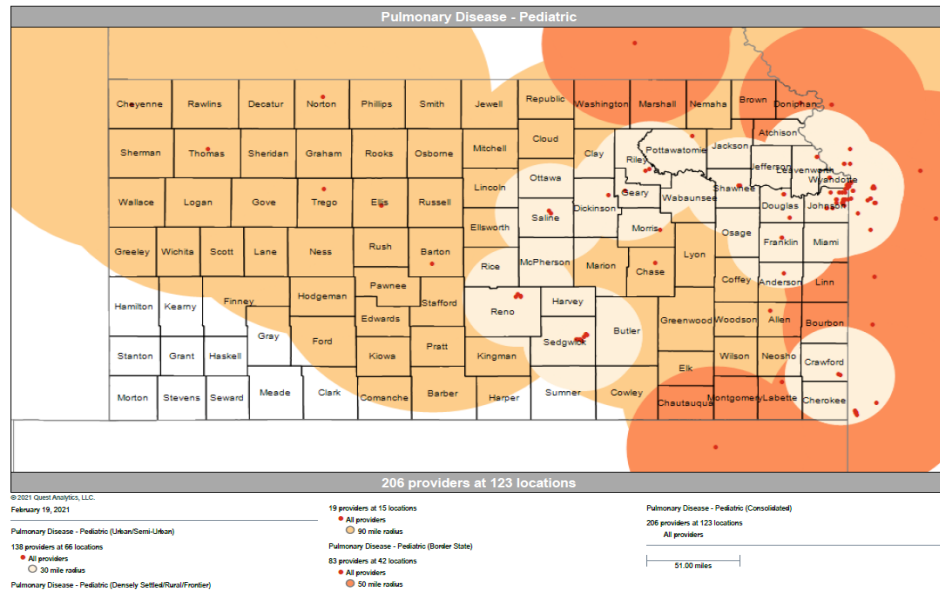 Pulmonary Disease - Pediatric
Cheyenne Rawlins Decatur Norton Phillips Smith Jewell Republic Washington Marshall Nemaha Brown Doniphan
Cloud Atchison
Sherman Thomas Sheridan Graham Rooks Osborne Mitchell Clay Riley Pottawatomie Jackson Jefferson Leavenworth
Wyandotte
Ottawa
Wallace Logan Gove Trego Ellis Russell Lincoln Saline Dickinson Geary Wabaunsee Shawnee Douglas Johnson
Greeley Wichita Scott Lane Ness Rush Barton Ellsworth McPherson Marion Morris Chase Lyon Osage Franklin Miami
Rice
Hamilton Kearny Finney Hodgeman Pawnee Stafford Reno Harvey Coffey Anderson Linn
Edwards
Gray Ford Sedgwick Butler Greenwood Woodson Allen Bourbon
Stanton Grant Haskell Kiowa Pratt Kingman Elk Wilson Neosho Crawford
Morton Stevens Seward Meade Clark Comanche Barber Harper Sumner Cowley Chautauqua Montgomery Labette Cherokee
206 providers at 123 locations
© 2021 Quest Analytics, LLC.
February 19, 2021
Pulmonary Disease - Pediatric (Urban/Semi-Urban)
138 providers at 66 locations
All providers
30 mile radius
Pulmonary Disease - Pediatric (Densely Settled/Rural/Frontier)
19 providers at 15 locations
All providers
90 mile radius
Pulmonary Disease - Pediatric (Border State)
83 providers at 42 locations
All providers
50 mile radius
Pulmonary Disease - Pediatric (Consolidated)
206 providers at 123 locations
All providers
51.00 miles